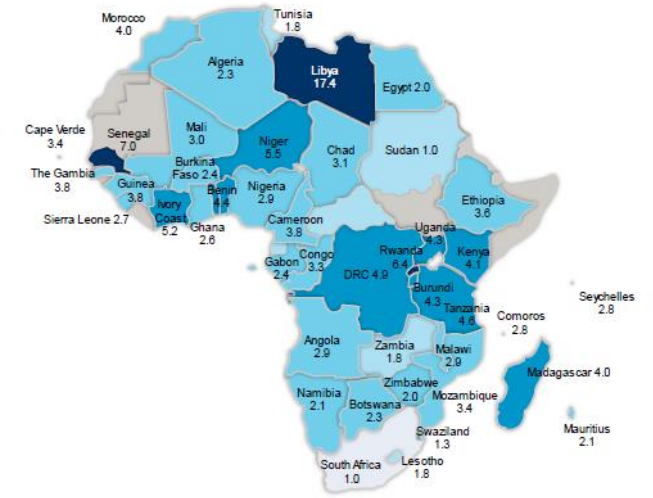 Tunisia
1.8
Morocco
4.0
Algeria
2.3
Libya
17.4
Egypt 2.0
Cape Verde
3.4
Senegal
7.0
Mali
3.0
Niger
5.5
Chad
3.1
Sudan 1.0
The Gambia
3.8
Guinea
3.8
Burkina
Faso 2.4
Benin
4.4
Nigeria
2.9
Ethiopia
3.6
Sierra Leone 2.7
Ivory
Coast
5.2
Ghana
2.6
Cameroon
3.8
Uganda
4.3
Kenya
4.1
Gabon
2.4
Congo
3.3
DRC 4.9
Rwanda
6.4
Burundi
4.3
Tanzania
4.6
Seychelles
2.8
Comoros
2.8
Angola
2.9
Zambia
1.8
Malawi
2.9
Madagascar 4.0
Namibia
2.1
Botswana
2.3
Zimbabwe
2.0
Mozambique
3.4
Mauritius
2.1
Swaziland
1.3
South Africa
1.0
Lesotho
1.8